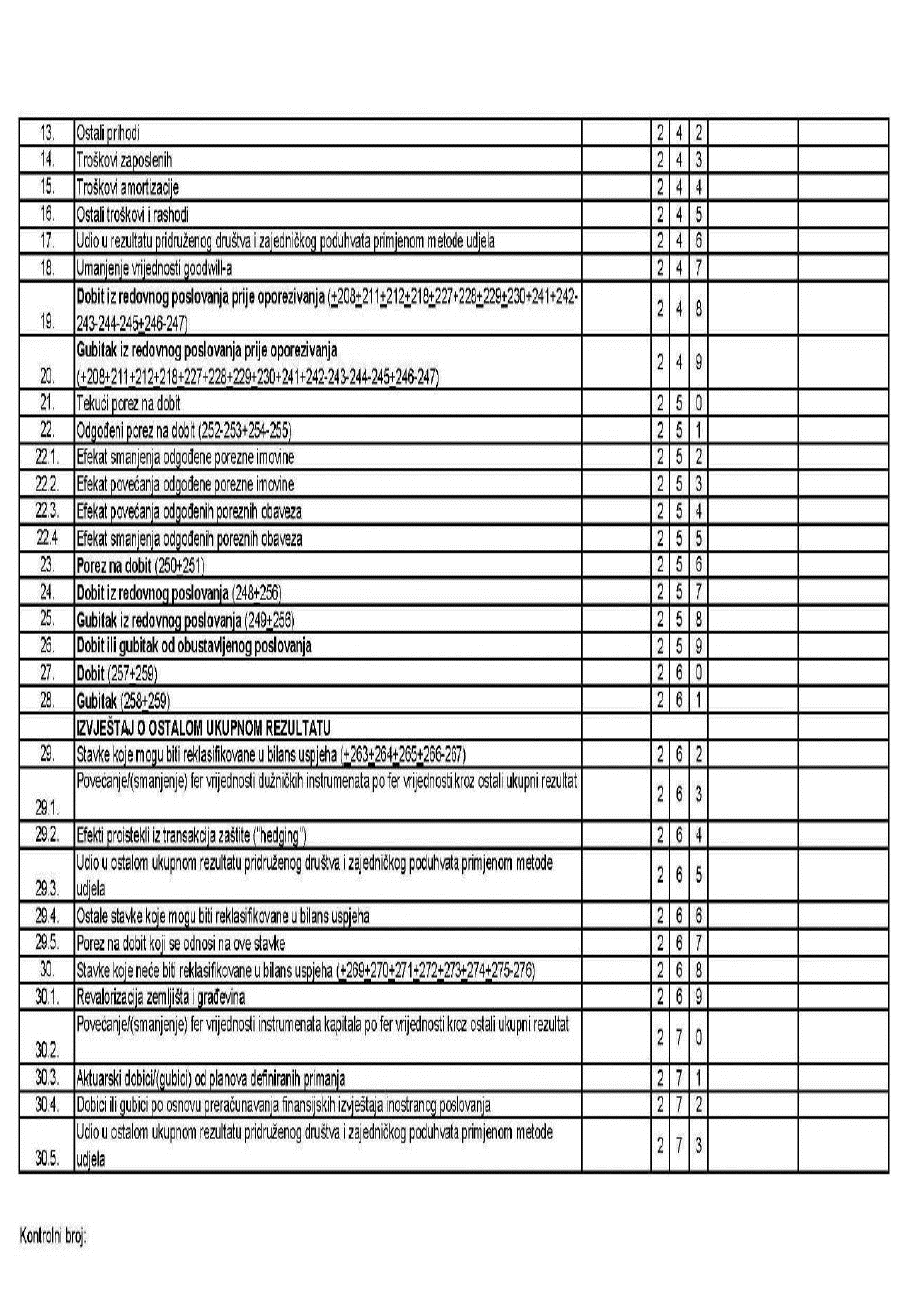 13. Ostali prihodi 2 4 2
14. Troškovi zaposlenih 2 4 3
15. Troškovi amortizacije 2 4 4
16. Ostali troškovi i rashodi 2 4 5
17. Udio u rezultatu pridruženog društva i zajedničkog poduhvata primjenom metode udjela 2 4 6
18. Umanjenje vrijednosti goodwill-a 2 4 7
Dobit iz redovnog poslovanja prije oporezivanja (±208±211±212±218±227±228±229±230+241+242-
19. 243-244-245±246-247) 2 4 8
Gubitak iz redovnog poslovanja prije oporezivanja
20. (±208±211±212±218±227±228±229±230+241+242-243-244-245±246-247) 2 4 9
21. Tekući porez na dobit 2 5 0
22. Odgođeni porez na dobit (252-253+254-255) 2 5 1
22.1. Efekat smanjenja odgođene porezne imovine 2 5 2
22.2. Efekat povećanja odgođene porezne imovine 2 5 3
22.3. Efekat povećanja odgođenih poreznih obaveza 2 5 4
22.4 Efekat smanjenja odgođenih poreznih obaveza 2 5 5
23. Porez na dobit (250±251) 2 5 6
24. Dobit iz redovnog poslovanja (248±256) 2 5 7
25. Gubitak iz redovnog poslovanja (249±256) 2 5 8
26. Dobit ili gubitak od obustavljenog poslovanja 2 5 9
27. Dobit (257±259) 2 6 0
28. Gubitak (258±259) 2 6 1
IZVJEŠTAJ O OSTALOM UKUPNOM REZULTATU
29. Stavke koje mogu biti reklasifikovane u bilans uspjeha (±263±264±265±266-267) 2 6 2
Povećanje/(smanjenje) fer vrijednosti dužničkih instrumenata po fer vrijednosti kroz ostali ukupni rezultat
29.1. 2 6 3
29.2. Efekti proistekli iz transakcija zaštite ("hedging") 2 6 4
Udio u ostalom ukupnom rezultatu pridruženog društva i zajedničkog poduhvata primjenom metode
29.3. udjela 2 6 5
29.4. Ostale stavke koje mogu biti reklasifikovane u bilans uspjeha 2 6 6
29.5. Porez na dobit koji se odnosi na ove stavke 2 6 7
30. Stavke koje neće biti reklasifikovane u bilans uspjeha (±269±270±271±272±273±274±275-276) 2 6 8
30.1. Revalorizacija zemljišta i građevina 2 6 9
Povećanje/(smanjenje) fer vrijednosti instrumenata kapitala po fer vrijednosti kroz ostali ukupni rezultat
30.2. 2 7 0
30.3. Aktuarski dobici/(gubici) od planova definiranih primanja 2 7 1
30.4. Dobici ili gubici po osnovu preračunavanja finansijskih izvještaja inostranog poslovanja 2 7 2
Udio u ostalom ukupnom rezultatu pridruženog društva i zajedničkog poduhvata primjenom metode
30.5. udjela 2 7 3
Kontrolni broj: